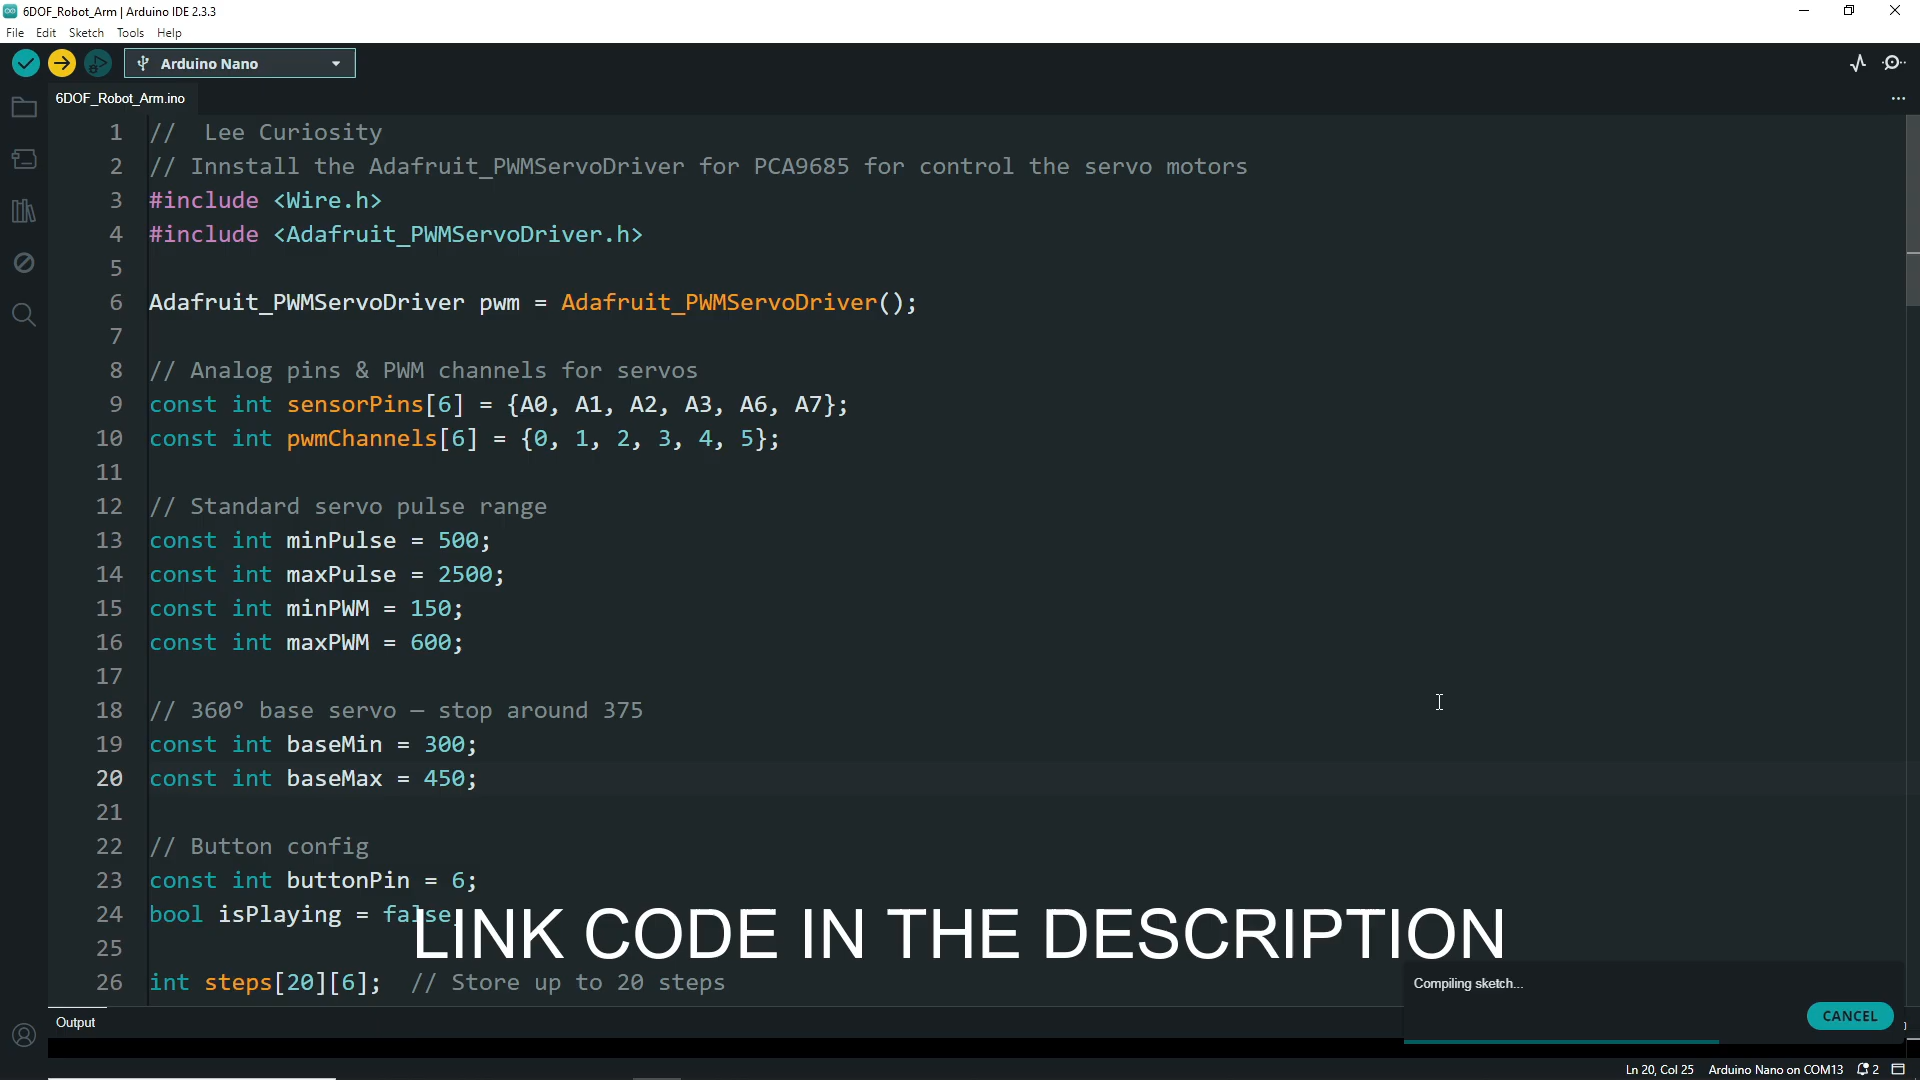 6DOF_Robot_Arm | Arduino IDE 2.3.3
File Edit Sketch Tools Help
Arduino Nano
6DOF_Robot_Arm.ino
1 // Lee Curiosity
2 // Innstall the Adafruit_PWMServoDriver for PCA9685 for control the servo motors
3 #include <Wire.h>
4 #include <Adafruit_PWMServoDriver.h>
5
6 Adafruit_PWMServoDriver pwm = Adafruit_PWMServoDriver();
7
8 // Analog pins & PWM channels for servos
9 const int sensorPins[6] = {A0, A1, A2, A3, A6, A7};
10 const int pwmChannels[6] = {0, 1, 2, 3, 4, 5};
11
12 // Standard servo pulse range
13 const int minPulse = 500;
14 const int maxPulse = 2500;
15 const int minPWM = 150;
16 const int maxPWM = 600;
17
18 // 360° base servo — stop around 375
19 const int baseMin = 300;
20 const int baseMax = 450;
21
22 // Button config
23 const int buttonPin = 6;
24 bool isPlaying = false;
LINK CODE IN THE DESCRIPTION
25
26 int steps[20][6]; // Store up to 20 steps
Compiling sketch...
CANCEL
Output
Ln 20, Col 25 Arduino Nano on COM13 2